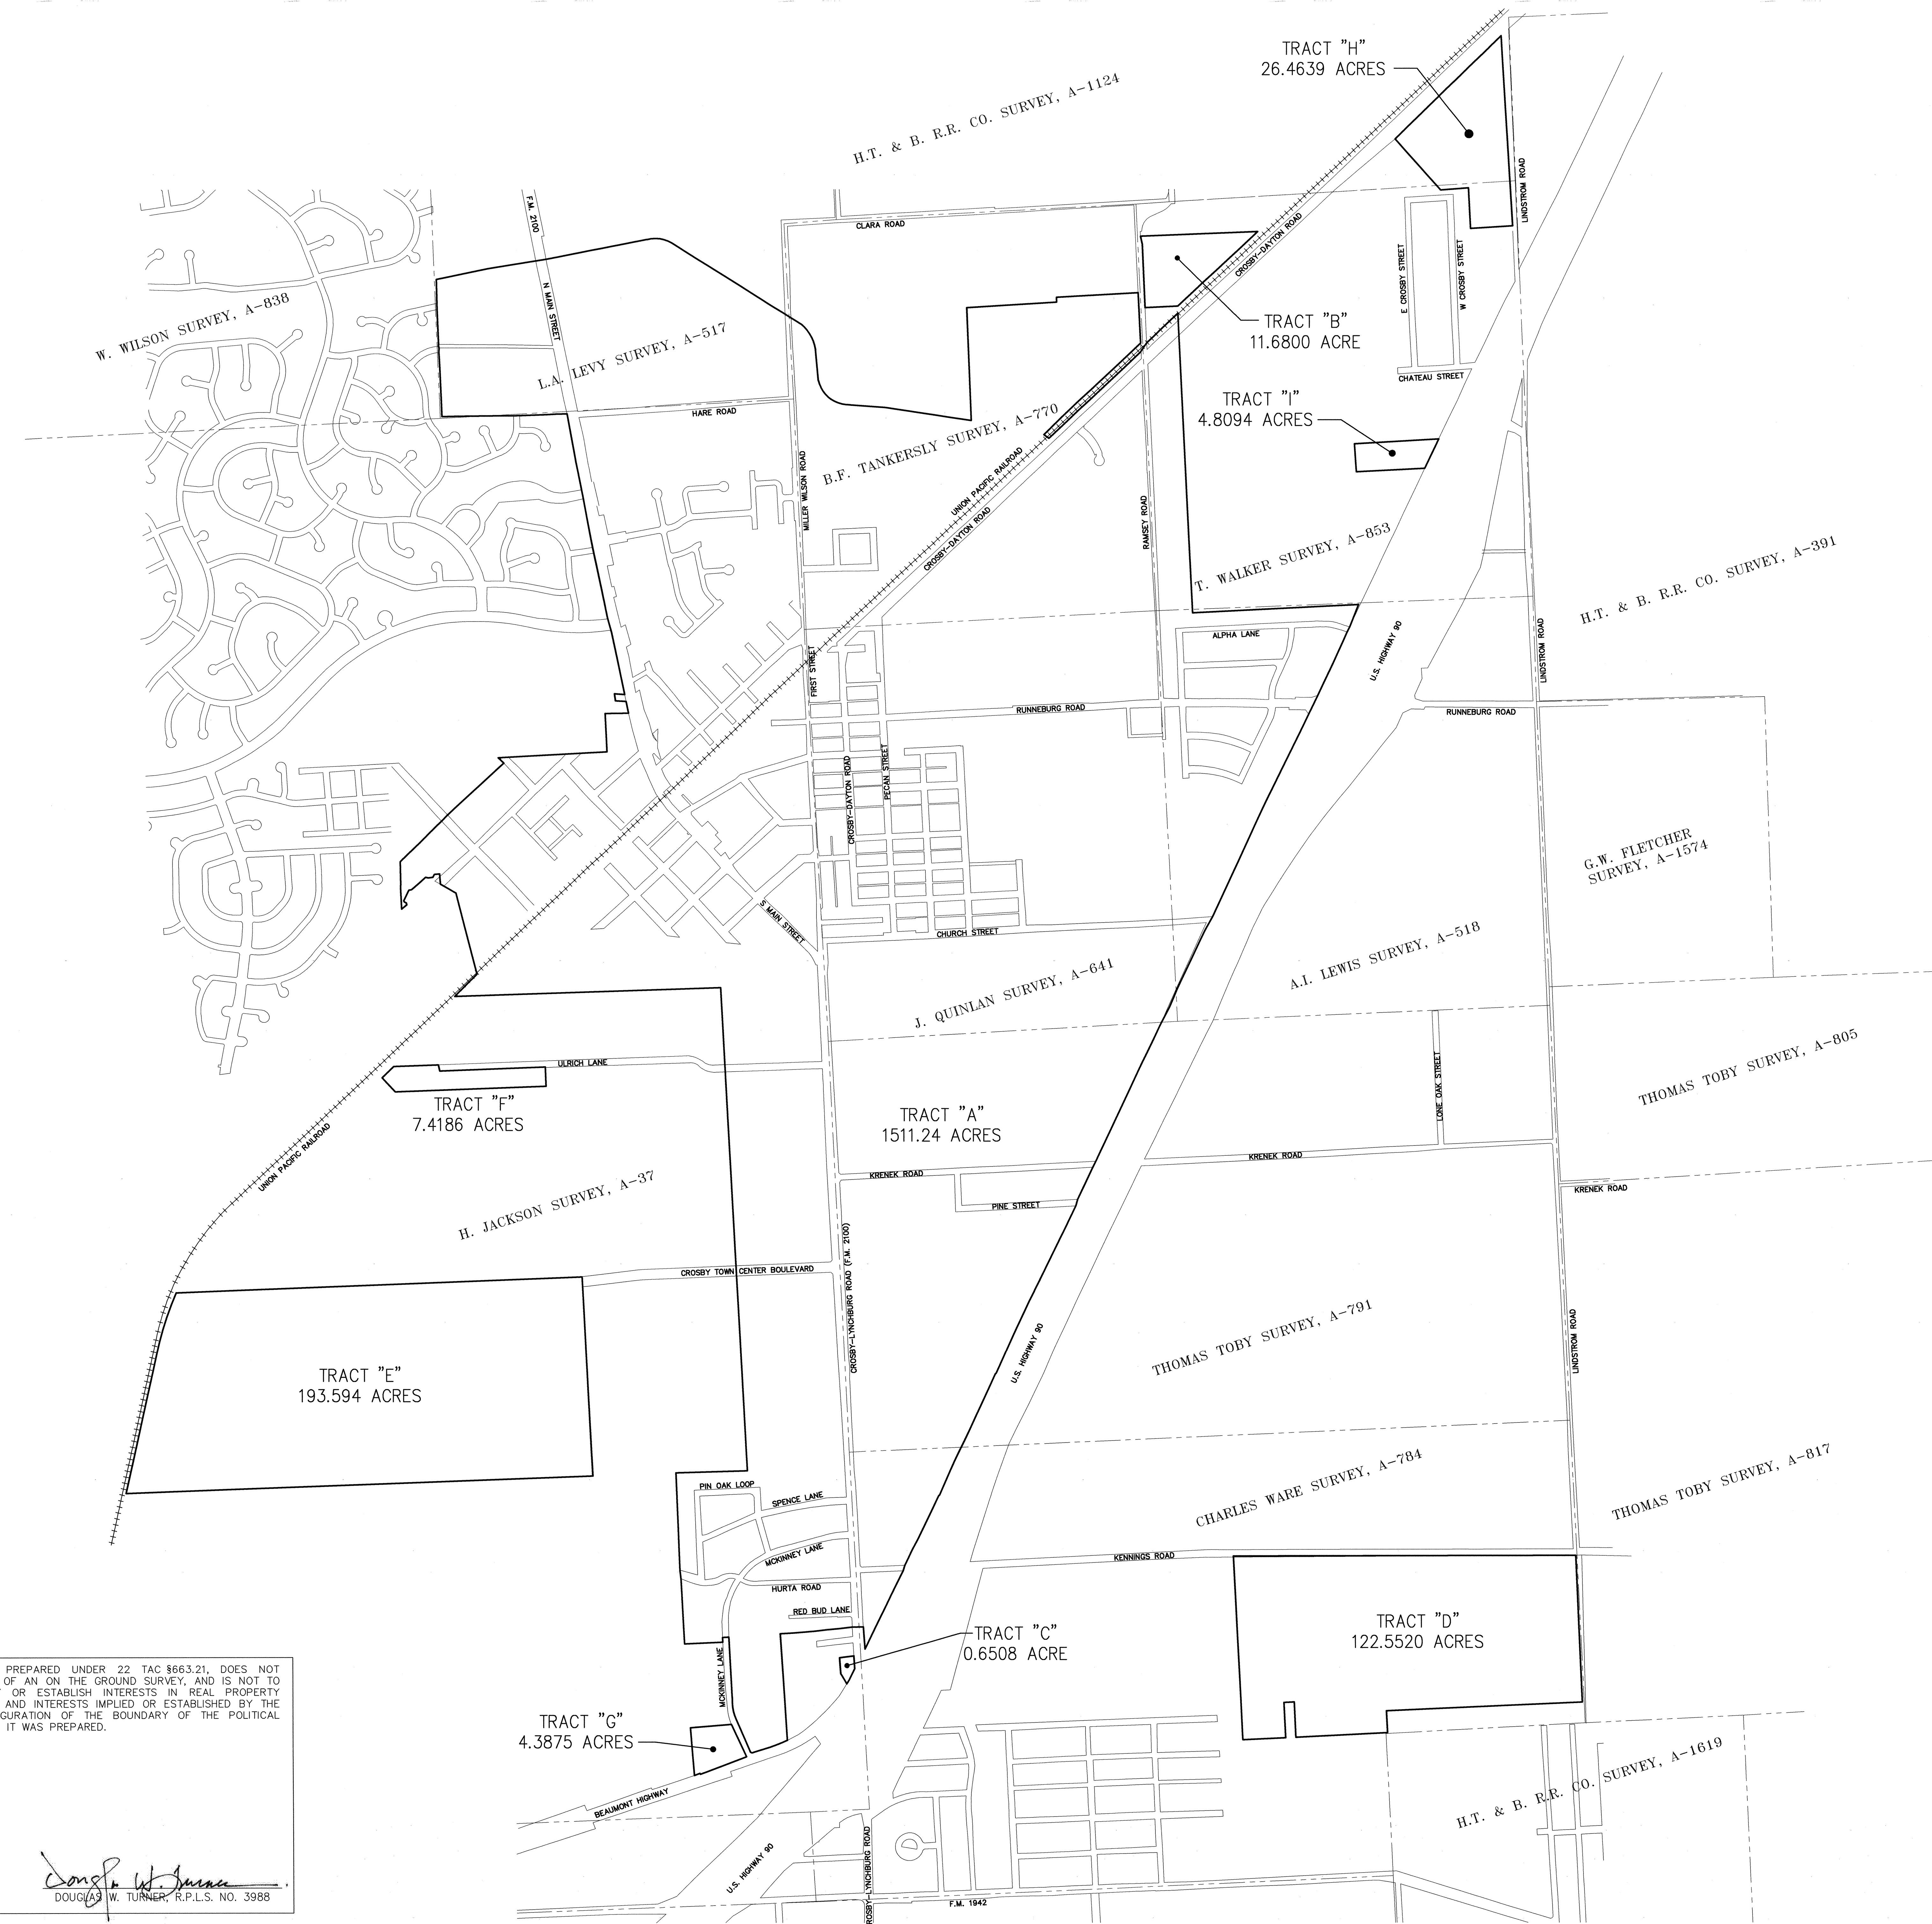 TRACT "H"
26.4639 ACRES
H.T. & B. R.R. CO. SURVEY, A-1124
LINDSTROM ROAD
F.M. 2100
CLARA ROAD
CROSBY-DAYTON ROAD
E CROSBY STREET
W CROSBY STREET
N MAIN STREET
W. WILSON SURVEY, A-838
L.A. LEVY SURVEY, A-517
TRACT "B"
11.6800 ACRE
CHATEAU STREET
HARE ROAD
TRACT "I"
4.8094 ACRES
B.F. TANKERSLY SURVEY, A-770
MILLER WILSON ROAD
UNION PACIFIC RAILROAD
CROSBY-DAYTON ROAD
RAMSEY ROAD
T. WALKER SURVEY, A-853
H.T. & B. R.R. CO. SURVEY, A-391
ALPHA LANE
U.S. HIGHWAY 90
LINDSTROM ROAD
FIRST STREET
RUNNEBURG ROAD
RUNNEBURG ROAD
CROSBY-DAYTON ROAD
PECAN STREET
G.W. FLETCHER
SURVEY, A-1574
S MAIN STREET
CHURCH STREET
A.I. LEWIS SURVEY, A-518
J. QUINLAN SURVEY, A-641
THOMAS TOBY SURVEY, A-805
ULRICH LANE
LONE OAK STREET
TRACT "F"
7.4186 ACRES
TRACT "A"
1511.24 ACRES
UNION PACIFIC RAILROAD
KRENEK ROAD
KRENEK ROAD
KRENEK ROAD
PINE STREET
H. JACKSON SURVEY, A-37
CROSBY-LYNCHBURG ROAD (F.M. 2100)
CROSBY TOWN CENTER BOULEVARD
THOMAS TOBY SURVEY, A-791
U.S. HIGHWAY 90
LINDSTROM ROAD
TRACT "E"
193.594 ACRES
PIN OAK LOOP
SPENCE LANE
CHARLES WARE SURVEY, A-784
THOMAS TOBY SURVEY, A-817
MCKINNEY LANE
KENNINGS ROAD
HURTA ROAD
RED BUD LANE
TRACT "C"
0.6508 ACRE
TRACT "D"
122.5520 ACRES
MCKINNEY LANE
PREPARED UNDER 22 TAC §663.21, DOES NOT
OF AN ON THE GROUND SURVEY, AND IS NOT TO
OR ESTABLISH INTERESTS IN REAL PROPERTY
AND INTERESTS IMPLIED OR ESTABLISHED BY THE
GURATION OF THE BOUNDARY OF THE POLITICAL
IT WAS PREPARED.
TRACT "G"
4.3875 ACRES
BEAUMONT HIGHWAY
H.T. & B. R.R. CO. SURVEY, A-1619
U.S. HIGHWAY 90
ROSBY-LYNCHBURG ROAD
F.M. 1942
Douglas W. Turner
DOUGLAS W. TURNER, R.P.L.S. NO. 3988